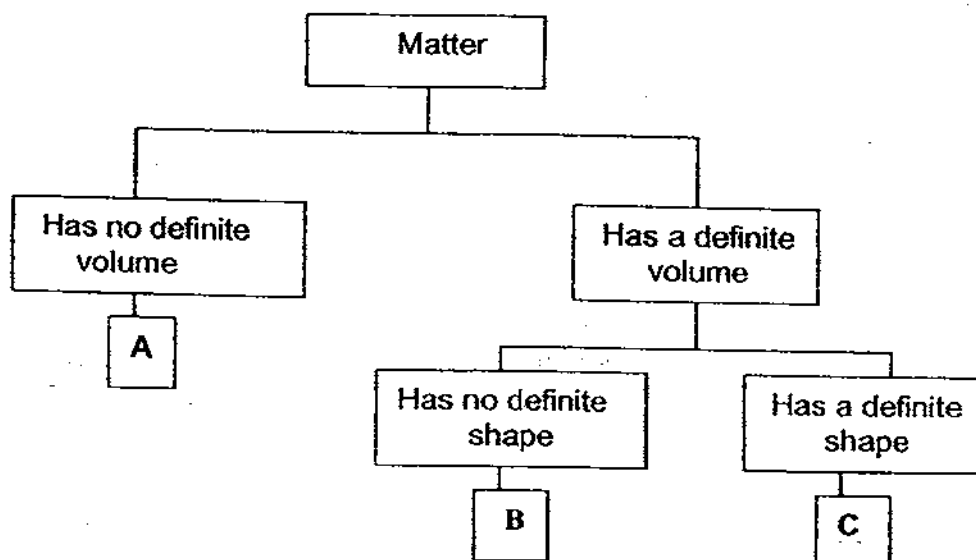 Matter
Has no definite
volume
Has a definite
volume
A
Has no definite
shape
Has a definite
shape
B
C